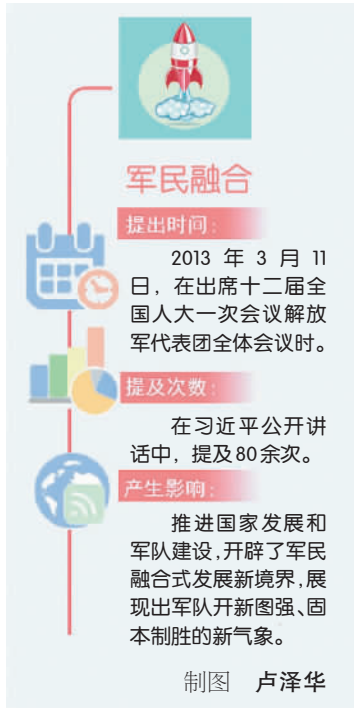 军民融合
提出时间：
2013 年 3 月 11
日，在出席十二届全
国人大一次会议解放
军代表团全体会议时。
提及次数：
在习近平公开讲
话中，提及80余次。
产生影响：
推进国家发展和
军队建设，开辟了军民
融合式发展新境界，展
现出军队开新图强、固
本制胜的新气象。
制图 卢泽华